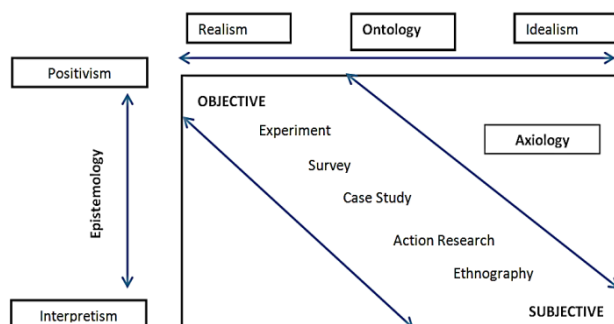 Realism
Ontology
Idealism
Positivism
OBJECTIVE
Experiment
Axiology
Survey
Case Study
Epistemology
Action Research
Ethnography
SUBJECTIVE
Interpretism